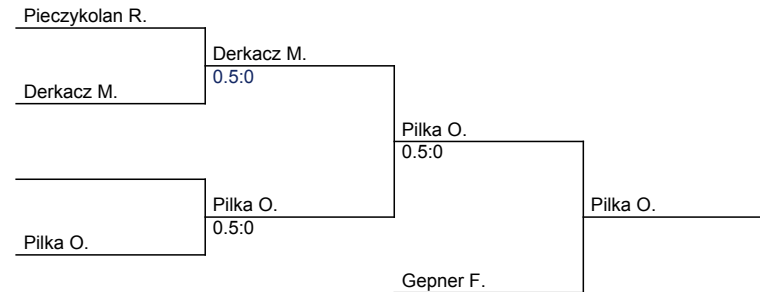 Pieczykolan R.
Derkacz M.
0.5:0
Derkacz M.
Pilka O.
0.5:0
Pilka O.
0.5:0
Pilka O.
Pilka O.
Gepner F.